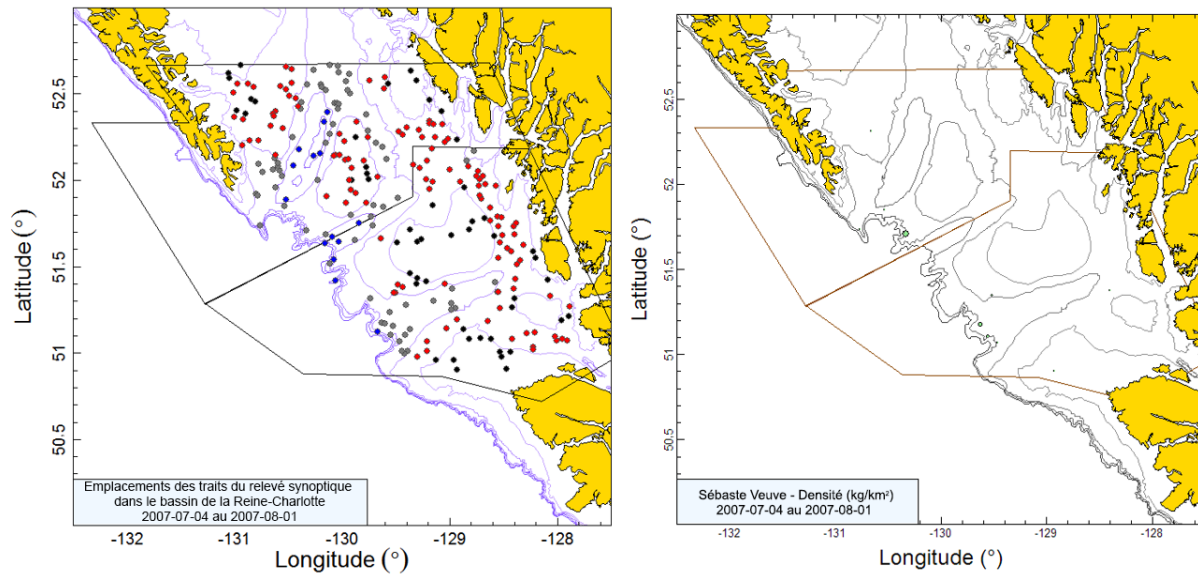 52.5
52
51.5
51
50.5
Latitude (°)
Emplacements des traits du relevé synoptique
dans le bassin de la Reine-Charlotte
2007-07-04 au 2007-08-01
-132
-131
-130
-129
-128
Longitude (°)
52.5
52
51.5
51
50.5
Latitude (°)
Sébaste Veuve - Densité (kg/km²)
2007-07-04 au 2007-08-01
-132
-131
-130
-129
-128
Longitude (°)